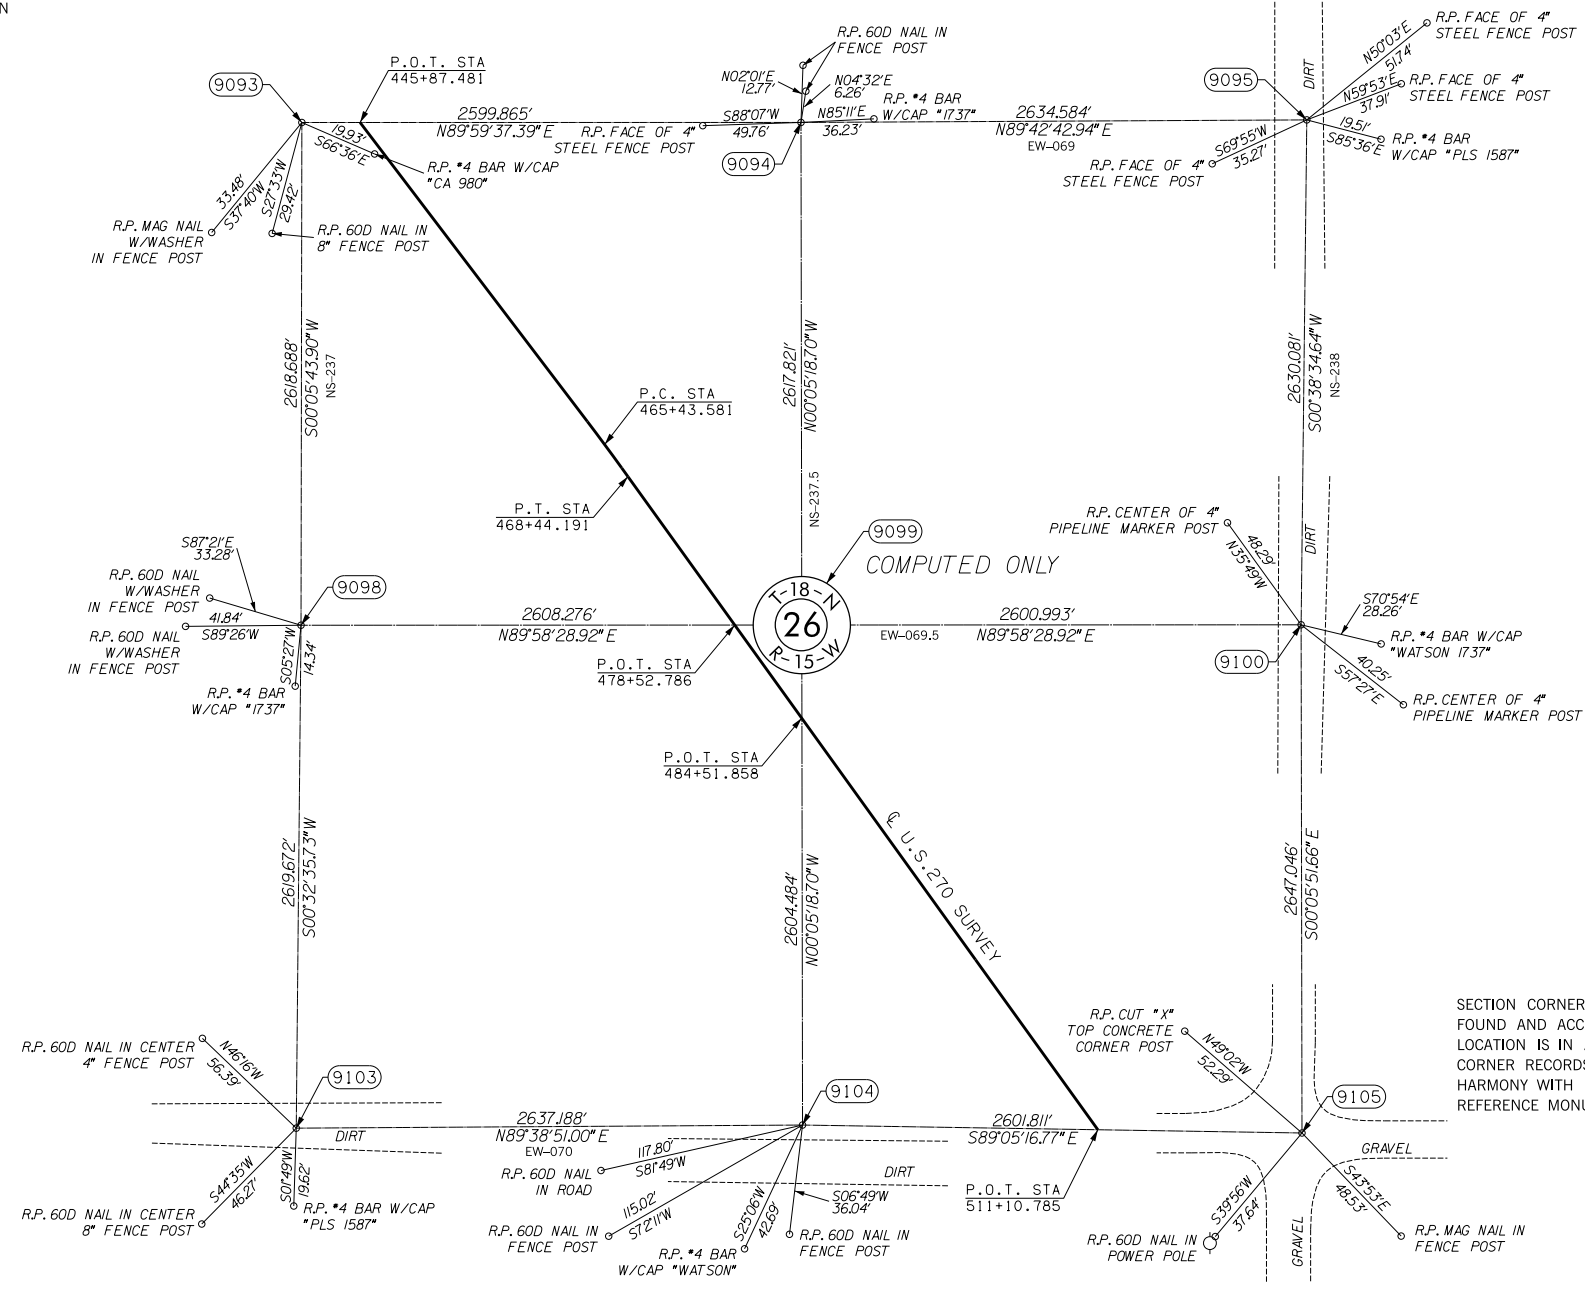 N
9093
P.O.T. STA
445+87.481
R.P. 60D NAIL IN
FENCE POST
N02°01'E
12.77'
N04°32'E
6.26'
R.P. #4 BAR
W/CAP "1737"
9095
DIRT
N50°03'E
51.74'
R.P. FACE OF 4"
STEEL FENCE POST
N59°53'E
37.91'
R.P. FACE OF 4"
STEEL FENCE POST
2599.865'
N89°59'37.39"E
S88°07'W
49.76'
R.P. FACE OF 4"
STEEL FENCE POST
N85°11'E
36.23'
9094
2634.584'
N89°42'42.94"E
EW-069
19.51'
S85°36'E
R.P. #4 BAR
W/CAP "PLS 1587"
S69°55'W
35.27'
R.P. FACE OF 4"
STEEL FENCE POST
19.93'
S66°36'E
R.P. #4 BAR W/CAP
"CA 980"
33.48'
S37°40'W
S27°33'W
29.42'
R.P. MAG NAIL
W/WASHER
IN FENCE POST
R.P. 60D NAIL IN
8" FENCE POST
2618.688'
S00°05'43.90"W
NS-237
P.C. STA
465+43.581
2617.821'
N00°05'18.70"W
NS-237.5
2630.081'
S00°38'34.64"W
NS-238
P.T. STA
468+44.191
R.P. CENTER OF 4"
PIPELINE MARKER POST
48.29'
N35°49'W
DIRT
S87°21'E
33.28'
R.P. 60D NAIL
W/WASHER
IN FENCE POST
9098
9099
COMPUTED ONLY
T-18-N
26
R-15-W
41.84'
S89°26'W
R.P. 60D NAIL
W/WASHER
IN FENCE POST
S05°27'W
14.34'
R.P. #4 BAR
W/CAP "1737"
2608.276'
N89°58'28.92"E
EW-069.5
2600.993'
N89°58'28.92"E
9100
S70°54'E
28.26'
R.P. #4 BAR W/CAP
"WATSON 1737"
40.25'
S57°27'E
R.P. CENTER OF 4"
PIPELINE MARKER POST
P.O.T. STA
478+52.786
P.O.T. STA
484+51.858
2619.672'
S00°32'35.73"W
2604.484'
N00°05'18.70"W
℄ U.S. 270 SURVEY
2647.046'
S00°05'51.66"E
SECTION CORNER
FOUND AND ACC
LOCATION IS IN
CORNER RECORDS
HARMONY WITH
REFERENCE MONU
R.P. 60D NAIL IN CENTER
4" FENCE POST
N46°16'W
56.39'
9103
R.P. CUT "X"
TOP CONCRETE
CORNER POST
N49°02'W
52.29'
9104
9105
2637.188'
N89°38'51.00"E
EW-070
DIRT
2601.811'
S89°05'16.77"E
P.O.T. STA
511+10.785
GRAVEL
117.80'
S81°49'W
R.P. 60D NAIL
IN ROAD
DIRT
S44°35'W
46.27'
R.P. 60D NAIL IN CENTER
8" FENCE POST
S01°49'W
19.62'
R.P. #4 BAR W/CAP
"PLS 1587"
115.02'
S72°11'W
R.P. 60D NAIL IN
FENCE POST
S25°06'W
42.69'
R.P. #4 BAR
W/CAP "WATSON"
S06°49'W
36.04'
R.P. 60D NAIL IN
FENCE POST
S39°56'W
37.64'
R.P. 60D NAIL IN
POWER POLE
GRAVEL
S43°53'E
48.53'
R.P. MAG NAIL IN
FENCE POST